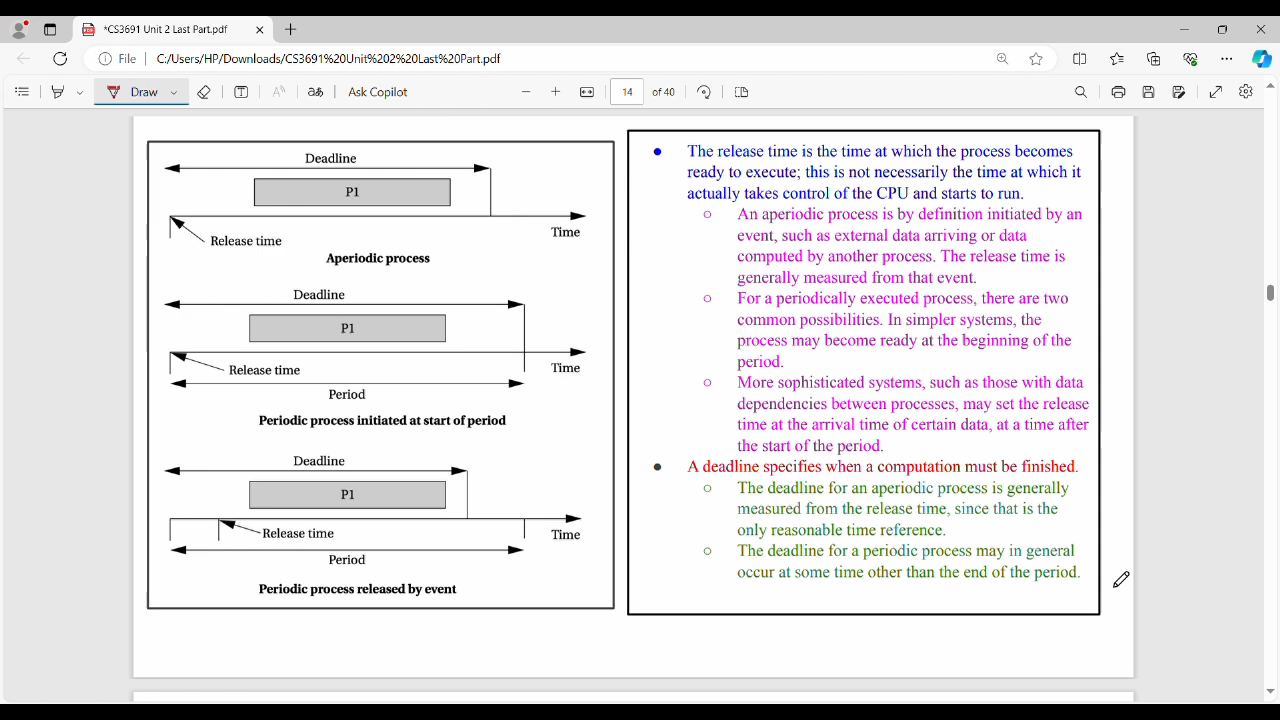 *CS3691 Unit 2 Last Part.pdf
File
C:/Users/HP/Downloads/CS3691%20Unit%202%20Last%20Part.pdf
Draw
Ask Copilot
14
of 40
Deadline
P1
Release time
Time
Aperiodic process
Deadline
P1
Release time
Time
Period
Periodic process initiated at start of period
Deadline
P1
Release time
Time
Period
Periodic process released by event
● The release time is the time at which the process becomes
ready to execute; this is not necessarily the time at which it
actually takes control of the CPU and starts to run.
○ An aperiodic process is by definition initiated by an
event, such as external data arriving or data
computed by another process. The release time is
generally measured from that event.
○ For a periodically executed process, there are two
common possibilities. In simpler systems, the
process may become ready at the beginning of the
period.
○ More sophisticated systems, such as those with data
dependencies between processes, may set the release
time at the arrival time of certain data, at a time after
the start of the period.
● A deadline specifies when a computation must be finished.
○ The deadline for an aperiodic process is generally
measured from the release time, since that is the
only reasonable time reference.
○ The deadline for a periodic process may in general
occur at some time other than the end of the period.